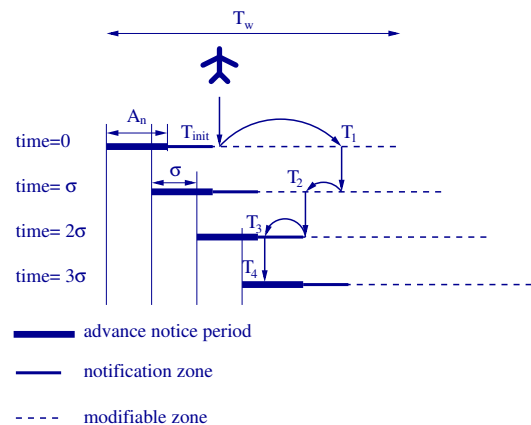 T_w
A_n
T_init
T_1
time=0
σ
T_2
time= σ
T_3
time= 2σ
T_4
time= 3σ
advance notice period
notification zone
modifiable zone